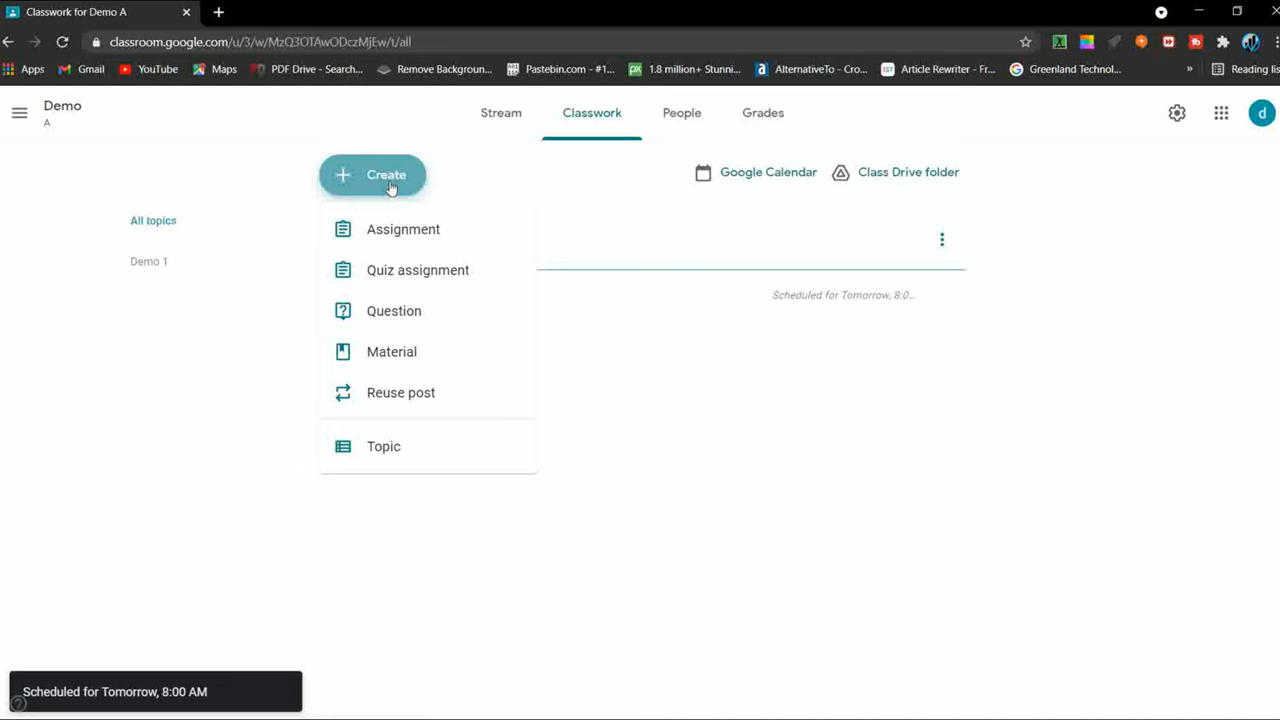 Classwork for Demo A
classroom.google.com/u/3/w/MzQ3OTAwODczMjEw/t/all
Apps
Gmail
YouTube
Maps
PDF Drive - Search...
Remove Backgroun...
Pastebin.com - #1...
1.8 million+ Stunni...
AlternativeTo - Cro...
Article Rewriter - Fr...
Greenland Technol...
»
Reading list
Demo
A
Stream
Classwork
People
Grades
d
Create
Google Calendar
Class Drive folder
All topics
Demo 1
Assignment
Quiz assignment
Question
Material
Reuse post
Topic
Scheduled for Tomorrow, 8:0...
Scheduled for Tomorrow, 8:00 AM